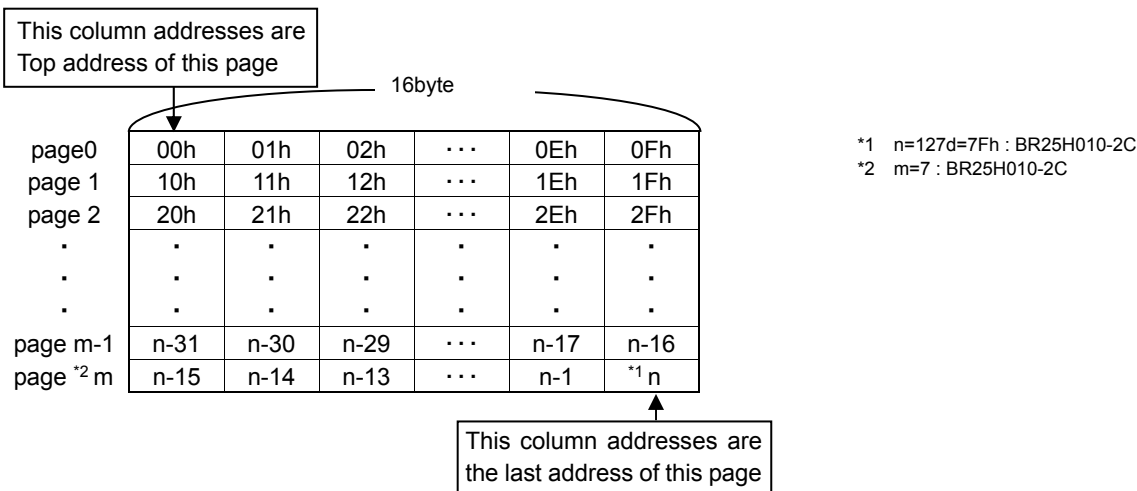 This column addresses are
Top address of this page
16byte
page0 00h 01h 02h ··· 0Eh 0Fh
page 1 10h 11h 12h ··· 1Eh 1Fh
page 2 20h 21h 22h ··· 2Eh 2Fh
· · · · · · ·
· · · · · · ·
· · · · · · ·
page m-1 n-31 n-30 n-29 ··· n-17 n-16
page *2 m n-15 n-14 n-13 ··· n-1 *1 n
This column addresses are
the last address of this page
*1 n=127d=7Fh : BR25H010-2C
*2 m=7 : BR25H010-2C